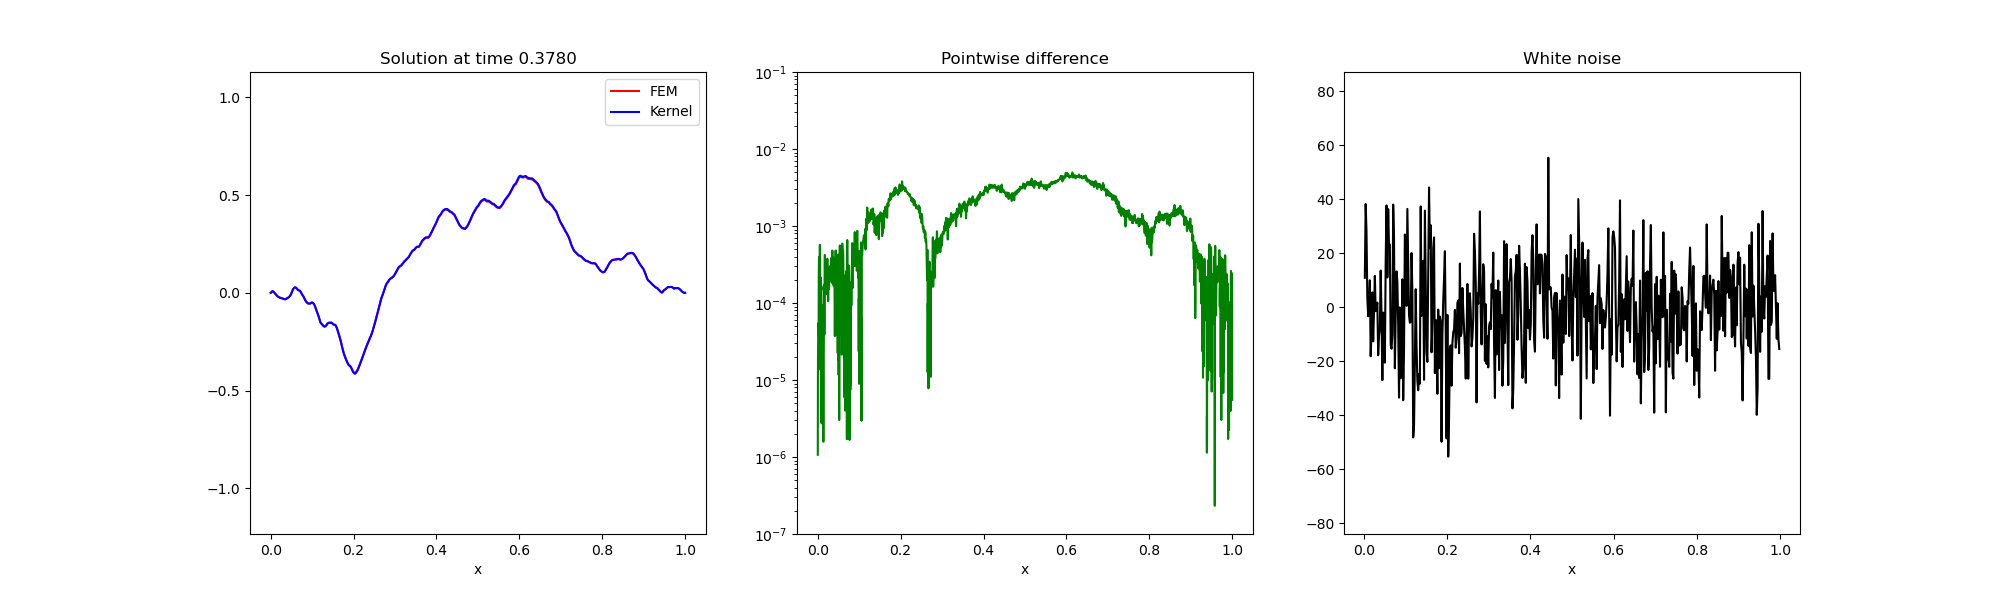 Solution at time 0.3780
1.0
0.5
0.0
−0.5
−1.0
0.0 0.2 0.4 0.6 0.8 1.0
x
FEM
Kernel
Pointwise difference
10⁻¹
10⁻²
10⁻³
10⁻⁴
10⁻⁵
10⁻⁶
10⁻⁷
0.0 0.2 0.4 0.6 0.8 1.0
x
White noise
80
60
40
20
0
−20
−40
−60
−80
0.0 0.2 0.4 0.6 0.8 1.0
x